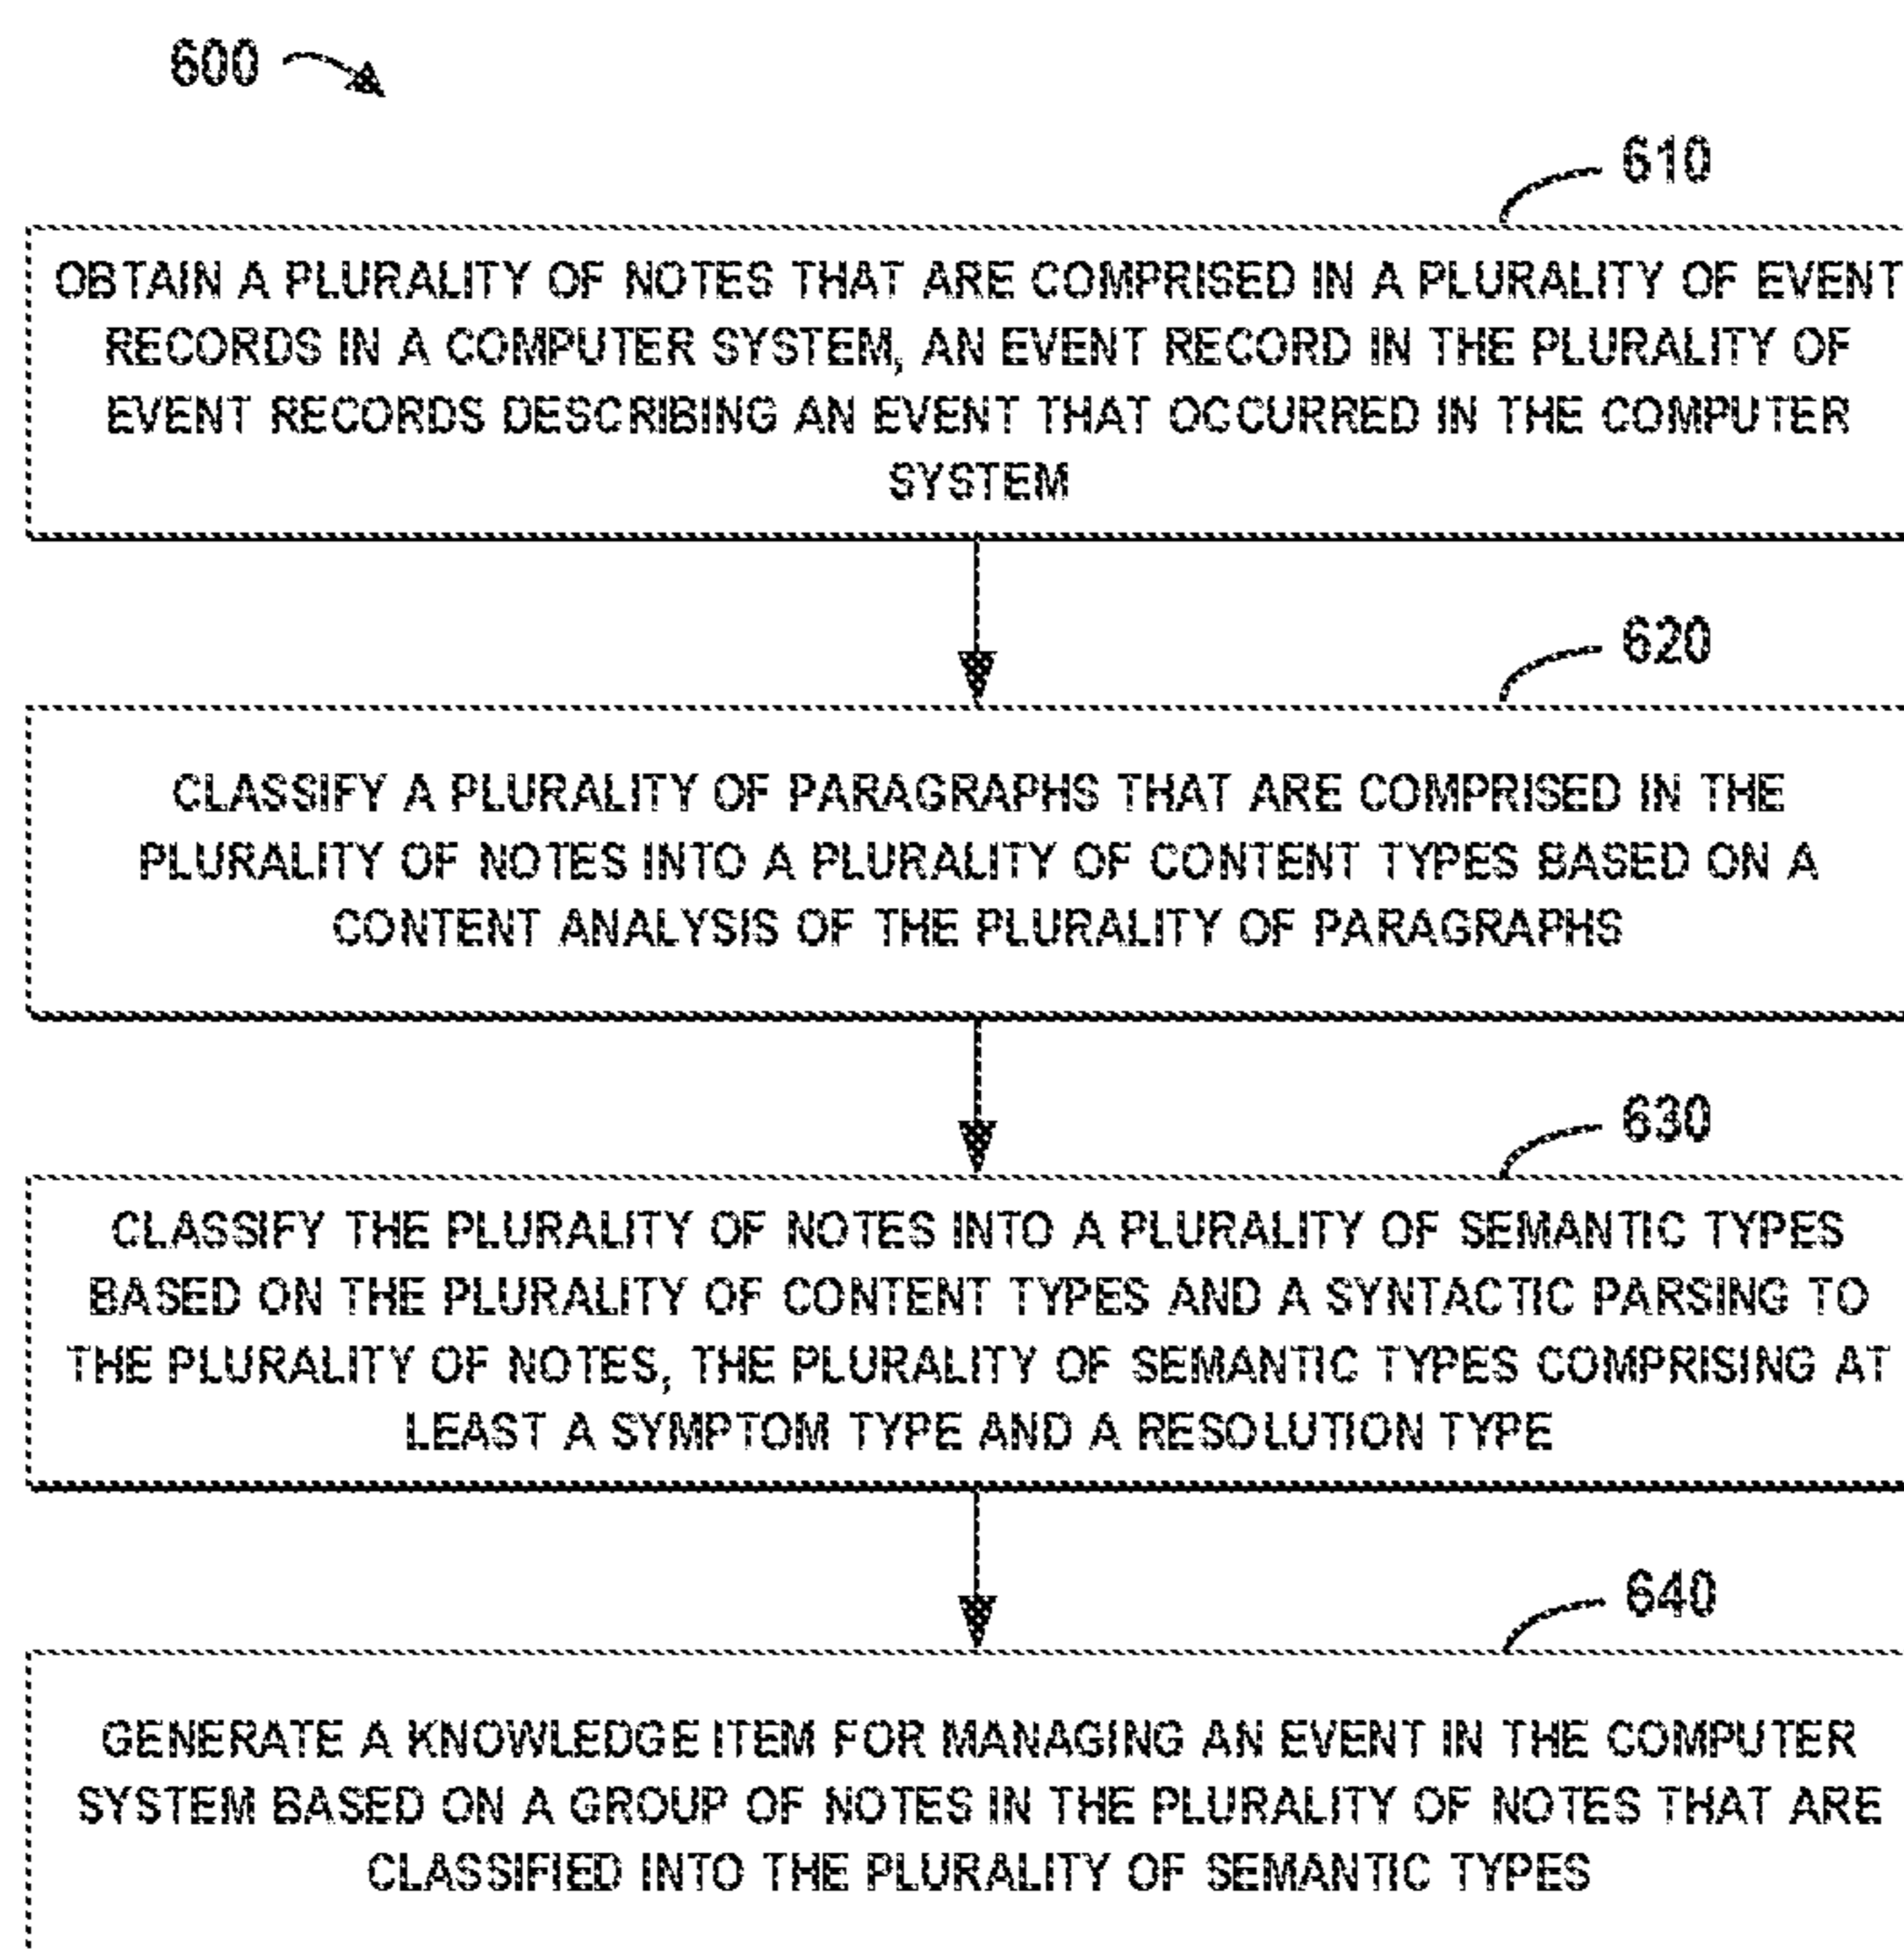 600
610
OBTAIN A PLURALITY OF NOTES THAT ARE COMPRISED IN A PLURALITY OF EVENT
RECORDS IN A COMPUTER SYSTEM, AN EVENT RECORD IN THE PLURALITY OF
EVENT RECORDS DESCRIBING AN EVENT THAT OCCURRED IN THE COMPUTER
SYSTEM
620
CLASSIFY A PLURALITY OF PARAGRAPHS THAT ARE COMPRISED IN THE
PLURALITY OF NOTES INTO A PLURALITY OF CONTENT TYPES BASED ON A
CONTENT ANALYSIS OF THE PLURALITY OF PARAGRAPHS
630
CLASSIFY THE PLURALITY OF NOTES INTO A PLURALITY OF SEMANTIC TYPES
BASED ON THE PLURALITY OF CONTENT TYPES AND A SYNTACTIC PARSING TO
THE PLURALITY OF NOTES, THE PLURALITY OF SEMANTIC TYPES COMPRISING AT
LEAST A SYMPTOM TYPE AND A RESOLUTION TYPE
640
GENERATE A KNOWLEDGE ITEM FOR MANAGING AN EVENT IN THE COMPUTER
SYSTEM BASED ON A GROUP OF NOTES IN THE PLURALITY OF NOTES THAT ARE
CLASSIFIED INTO THE PLURALITY OF SEMANTIC TYPES